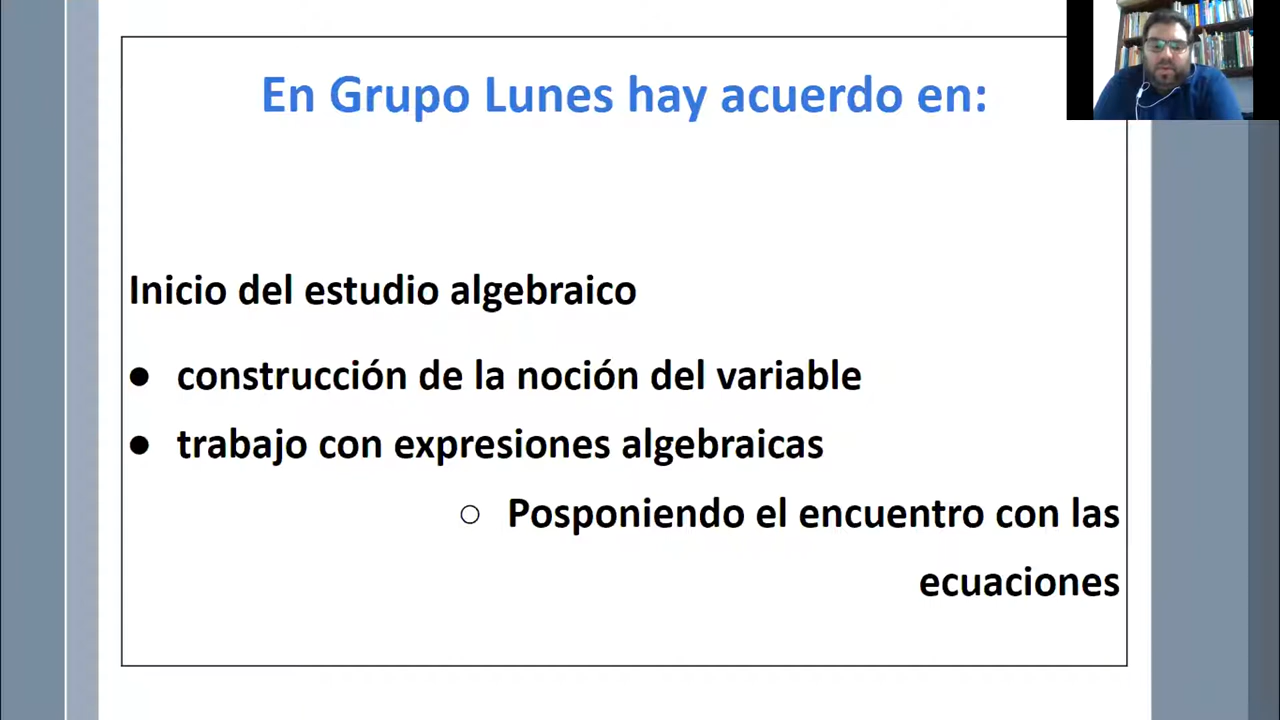 En Grupo Lunes hay acuerdo en:
Inicio del estudio algebraico
● construcción de la noción del variable
● trabajo con expresiones algebraicas
○ Posponiendo el encuentro con las
ecuaciones